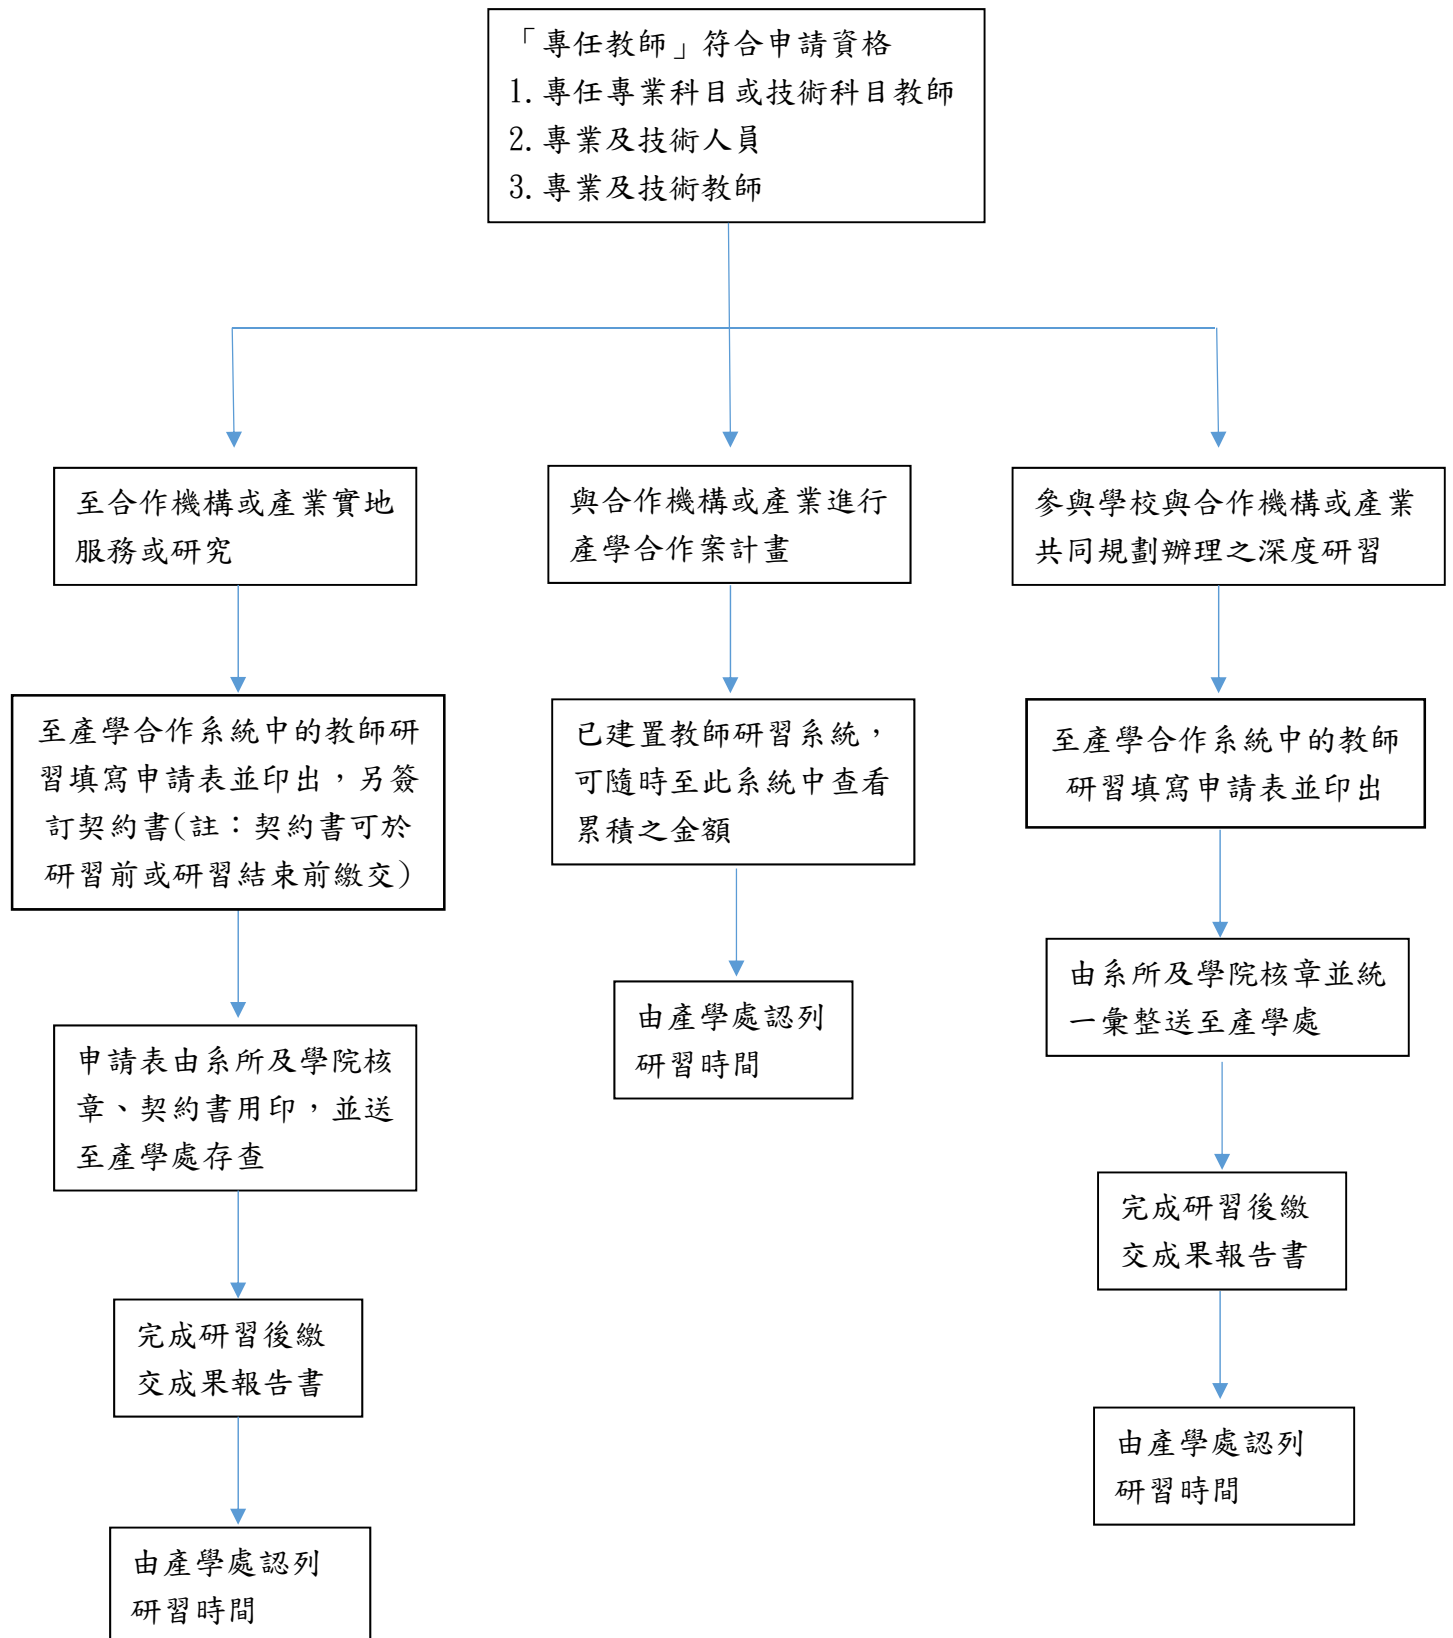 「專任教師」符合申請資格
1.專任專業科目或技術科目教師
2.專業及技術人員
3.專業及技術教師
至合作機構或產業實地
服務或研究
至產學合作系統中的教師研
習填寫申請表並印出，另簽
訂契約書(註：契約書可於
研習前或研習結束前繳交)
申請表由系所及學院核
章、契約書用印，並送
至產學處存查
完成研習後繳
交成果報告書
由產學處認列
研習時間
與合作機構或產業進行
產學合作案計畫
已建置教師研習系統，
可隨時至此系統中查看
累積之金額
由產學處認列
研習時間
參與學校與合作機構或產業
共同規劃辦理之深度研習
至產學合作系統中的教師
研習填寫申請表並印出
由系所及學院核章並統
一彙整送至產學處
完成研習後繳
交成果報告書
由產學處認列
研習時間